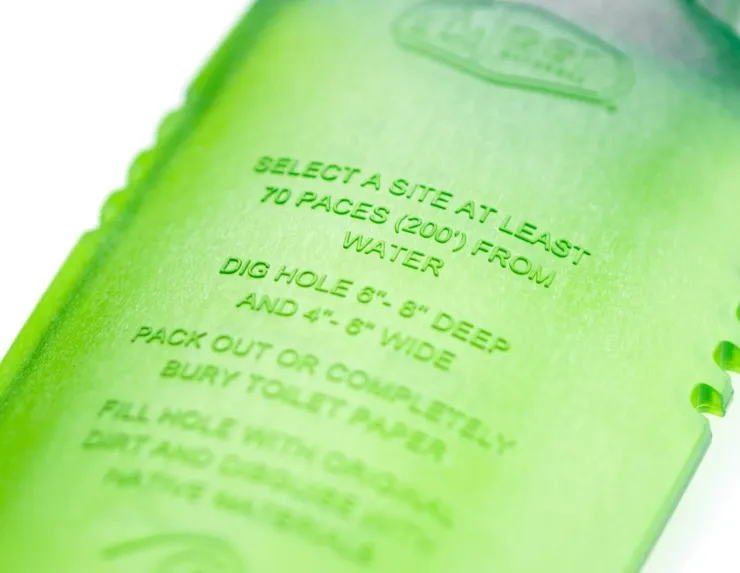 SELECT A SITE AT LEAST
70 PACES (200') FROM
WATER
DIG HOLE 6"- 8" DEEP
AND 4"- 6" WIDE
PACK OUT OR COMPLETELY
BURY TOILET PAPER
FILL HOLE WITH ORIGINAL
DIRT AND DISGUISE WITH
NATIVE MATERIALS